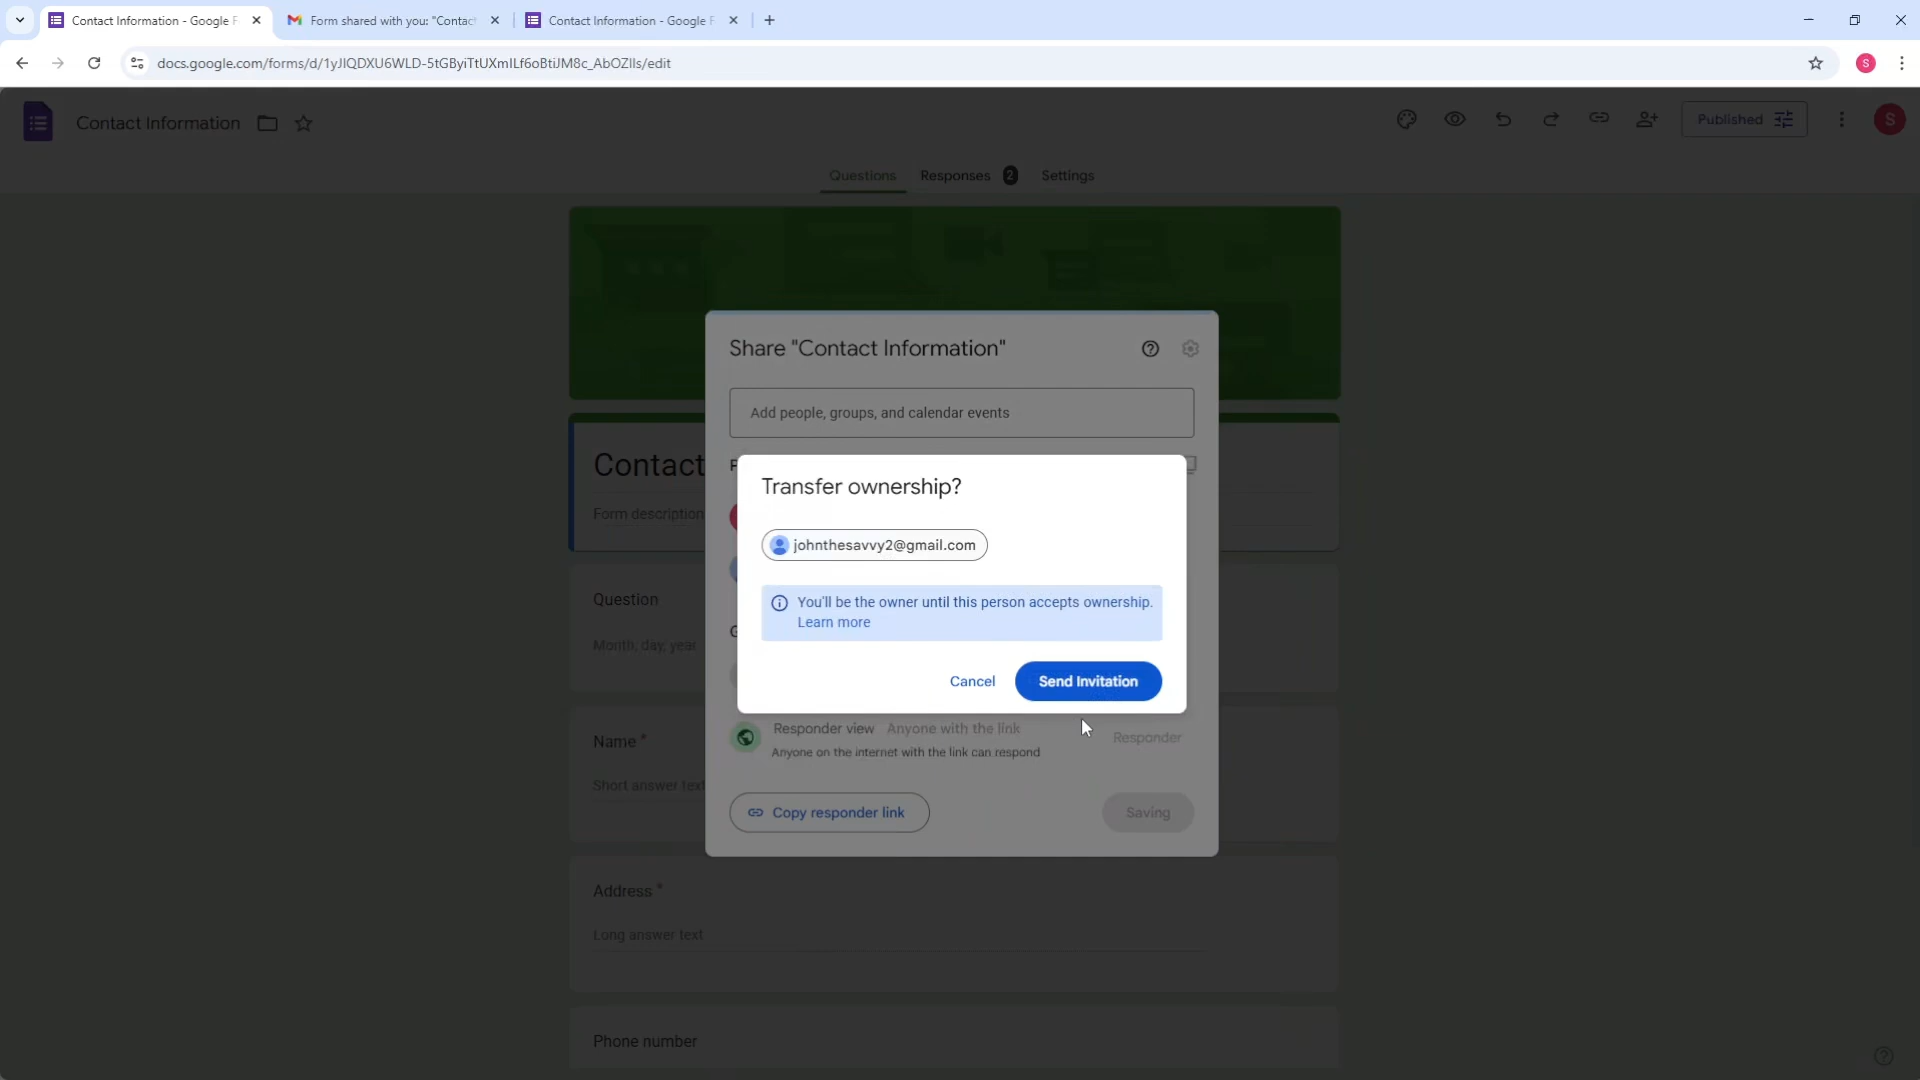 Contact Information - Google F
Form shared with you: "Contact
Contact Information - Google F
docs.google.com/forms/d/1yJIQDXU6WLD-5tGByiTtUXmILf6oBtiJM8c_AbOZIIs/edit
S
Contact Information
Published
S
Questions
Responses 2
Settings
Share "Contact Information"
Add people, groups, and calendar events
Contact
Form description
Transfer ownership?
johnthesavvy2@gmail.com
You'll be the owner until this person accepts ownership.
Learn more
Cancel
Send Invitation
Question
Month, day, year
Responder view Anyone with the link
Anyone on the internet with the link can respond
Responder
Name *
Short answer text
Copy responder link
Saving
Address *
Long answer text
Phone number